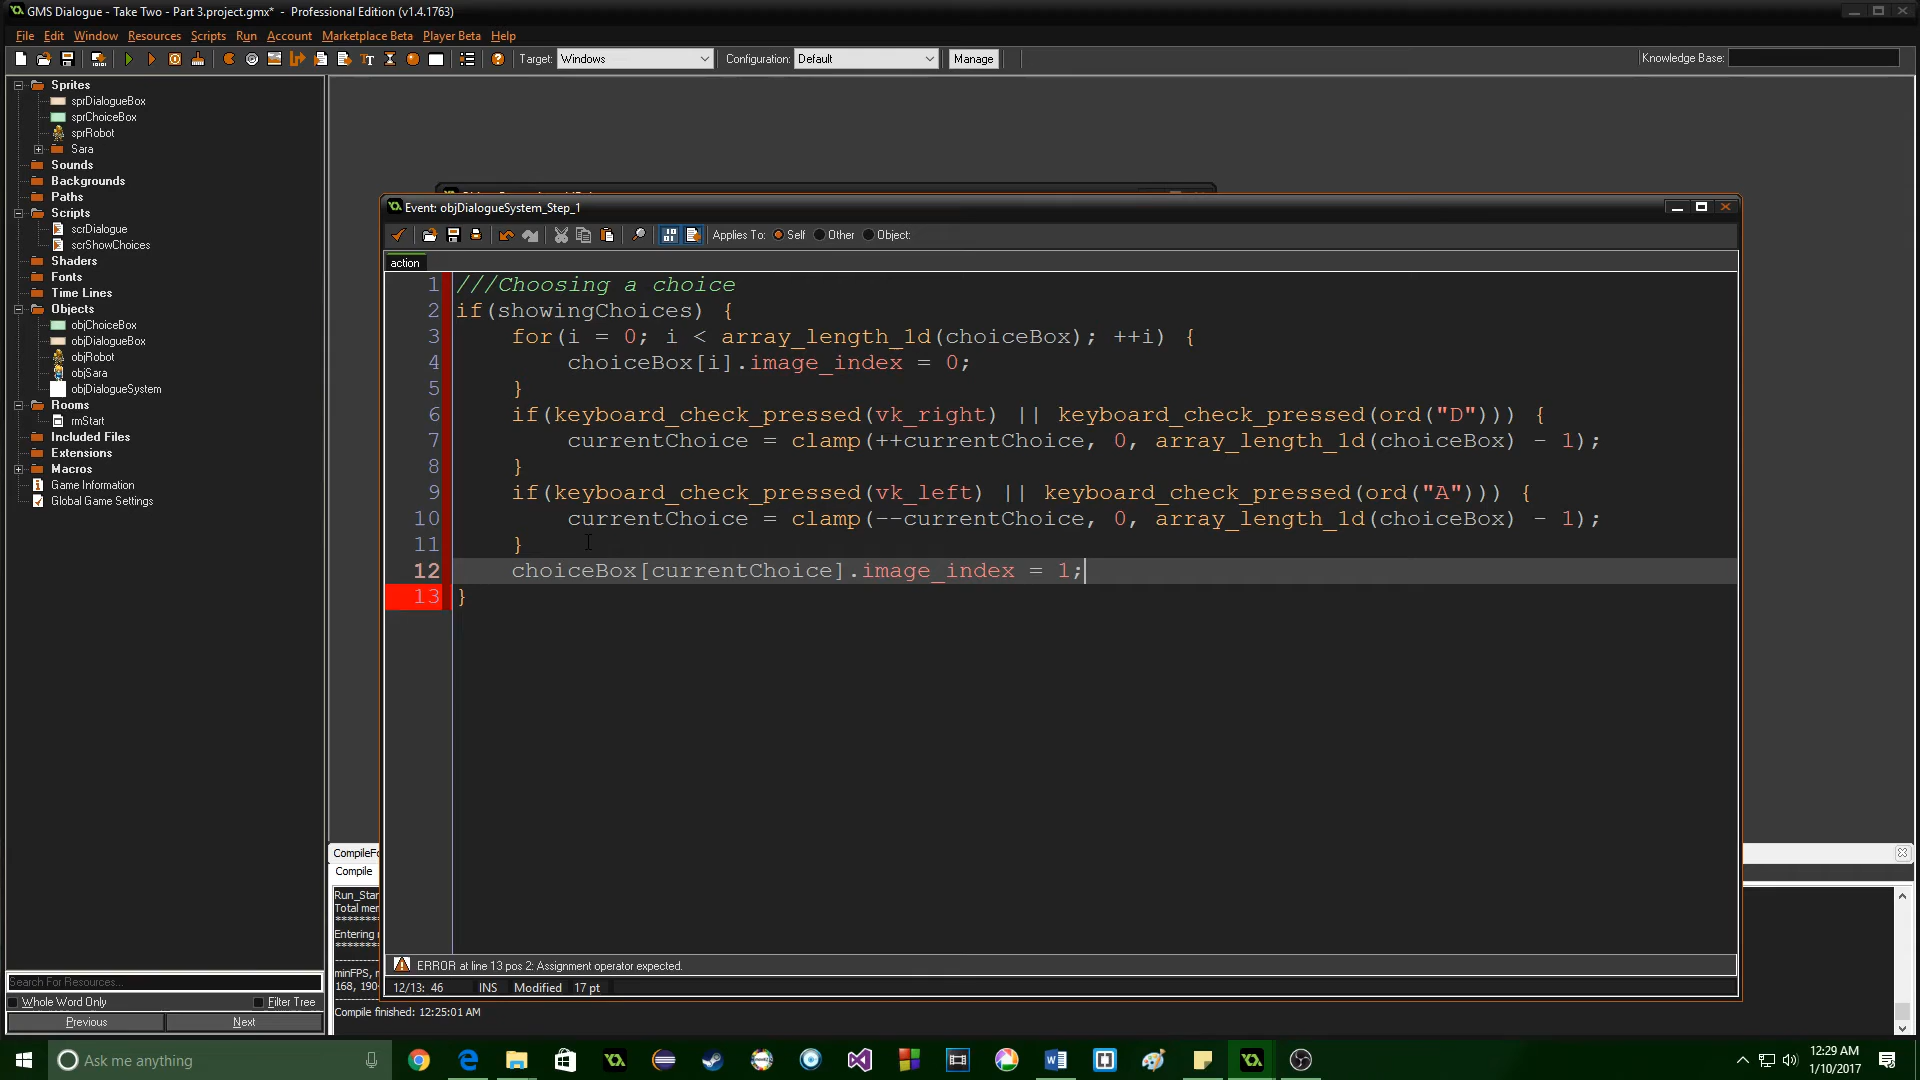 GMS Dialogue - Take Two - Part 3.project.gmx* - Professional Edition (v1.4.1763)
File Edit Window Resources Scripts Run Account Marketplace Beta Player Beta Help
Target: Windows Configuration: Default Manage Knowledge Base:
Sprites
sprDialogueBox
sprChoiceBox
sprRobot
Sara
Sounds
Backgrounds
Paths
Scripts
scrDialogue
scrShowChoices
Shaders
Fonts
Time Lines
Objects
objChoiceBox
objDialogueBox
objRobot
objSara
objDialogueSystem
Rooms
rmStart
Included Files
Extensions
Macros
Game Information
Global Game Settings
Search For Resources...
Whole Word Only Filter Tree
Previous Next
Event: objDialogueSystem_Step_1
Applies To: Self Other Object:
action
1 ///Choosing a choice
2 if(showingChoices) {
3 for(i = 0; i < array_length_1d(choiceBox); ++i) {
4 choiceBox[i].image_index = 0;
5 }
6 if(keyboard_check_pressed(vk_right) || keyboard_check_pressed(ord("D"))) {
7 currentChoice = clamp(++currentChoice, 0, array_length_1d(choiceBox) - 1);
8 }
9 if(keyboard_check_pressed(vk_left) || keyboard_check_pressed(ord("A"))) {
10 currentChoice = clamp(--currentChoice, 0, array_length_1d(choiceBox) - 1);
11 }
12 choiceBox[currentChoice].image_index = 1;
13 }
ERROR at line 13 pos 2: Assignment operator expected.
12/13: 46 INS Modified 17 pt
CompileFo
Compile
Run_Star
Total mem
Entering
minFPS,
168, 190
Compile finished: 12:25:01 AM
Ask me anything
12:29 AM
1/10/2017